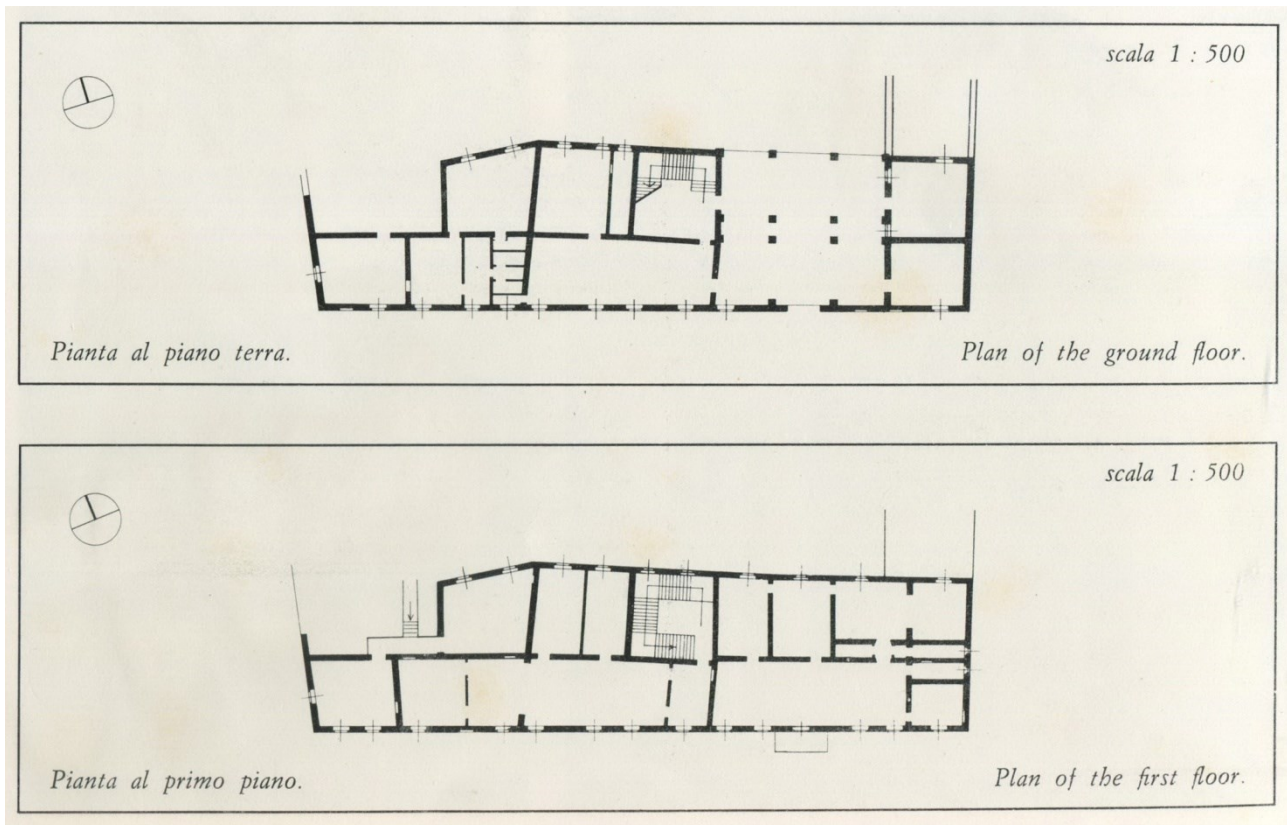 scala 1 : 500
Pianta al piano terra.
Plan of the ground floor.
scala 1 : 500
Pianta al primo piano.
Plan of the first floor.